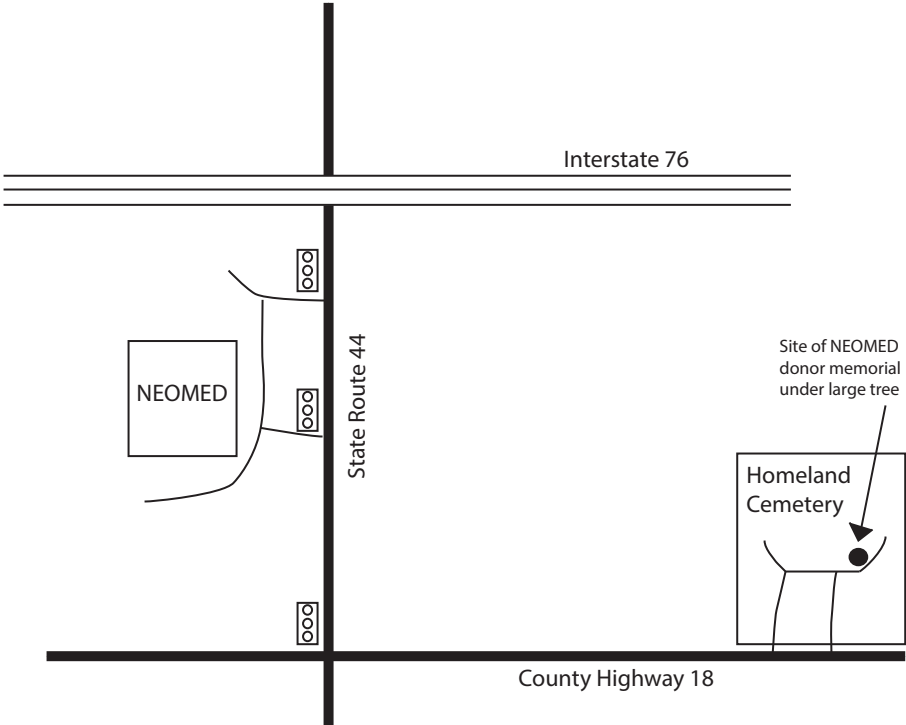 Interstate 76
State Route 44
NEOMED
Site of NEOMED
donor memorial
under large tree
Homeland
Cemetery
County Highway 18